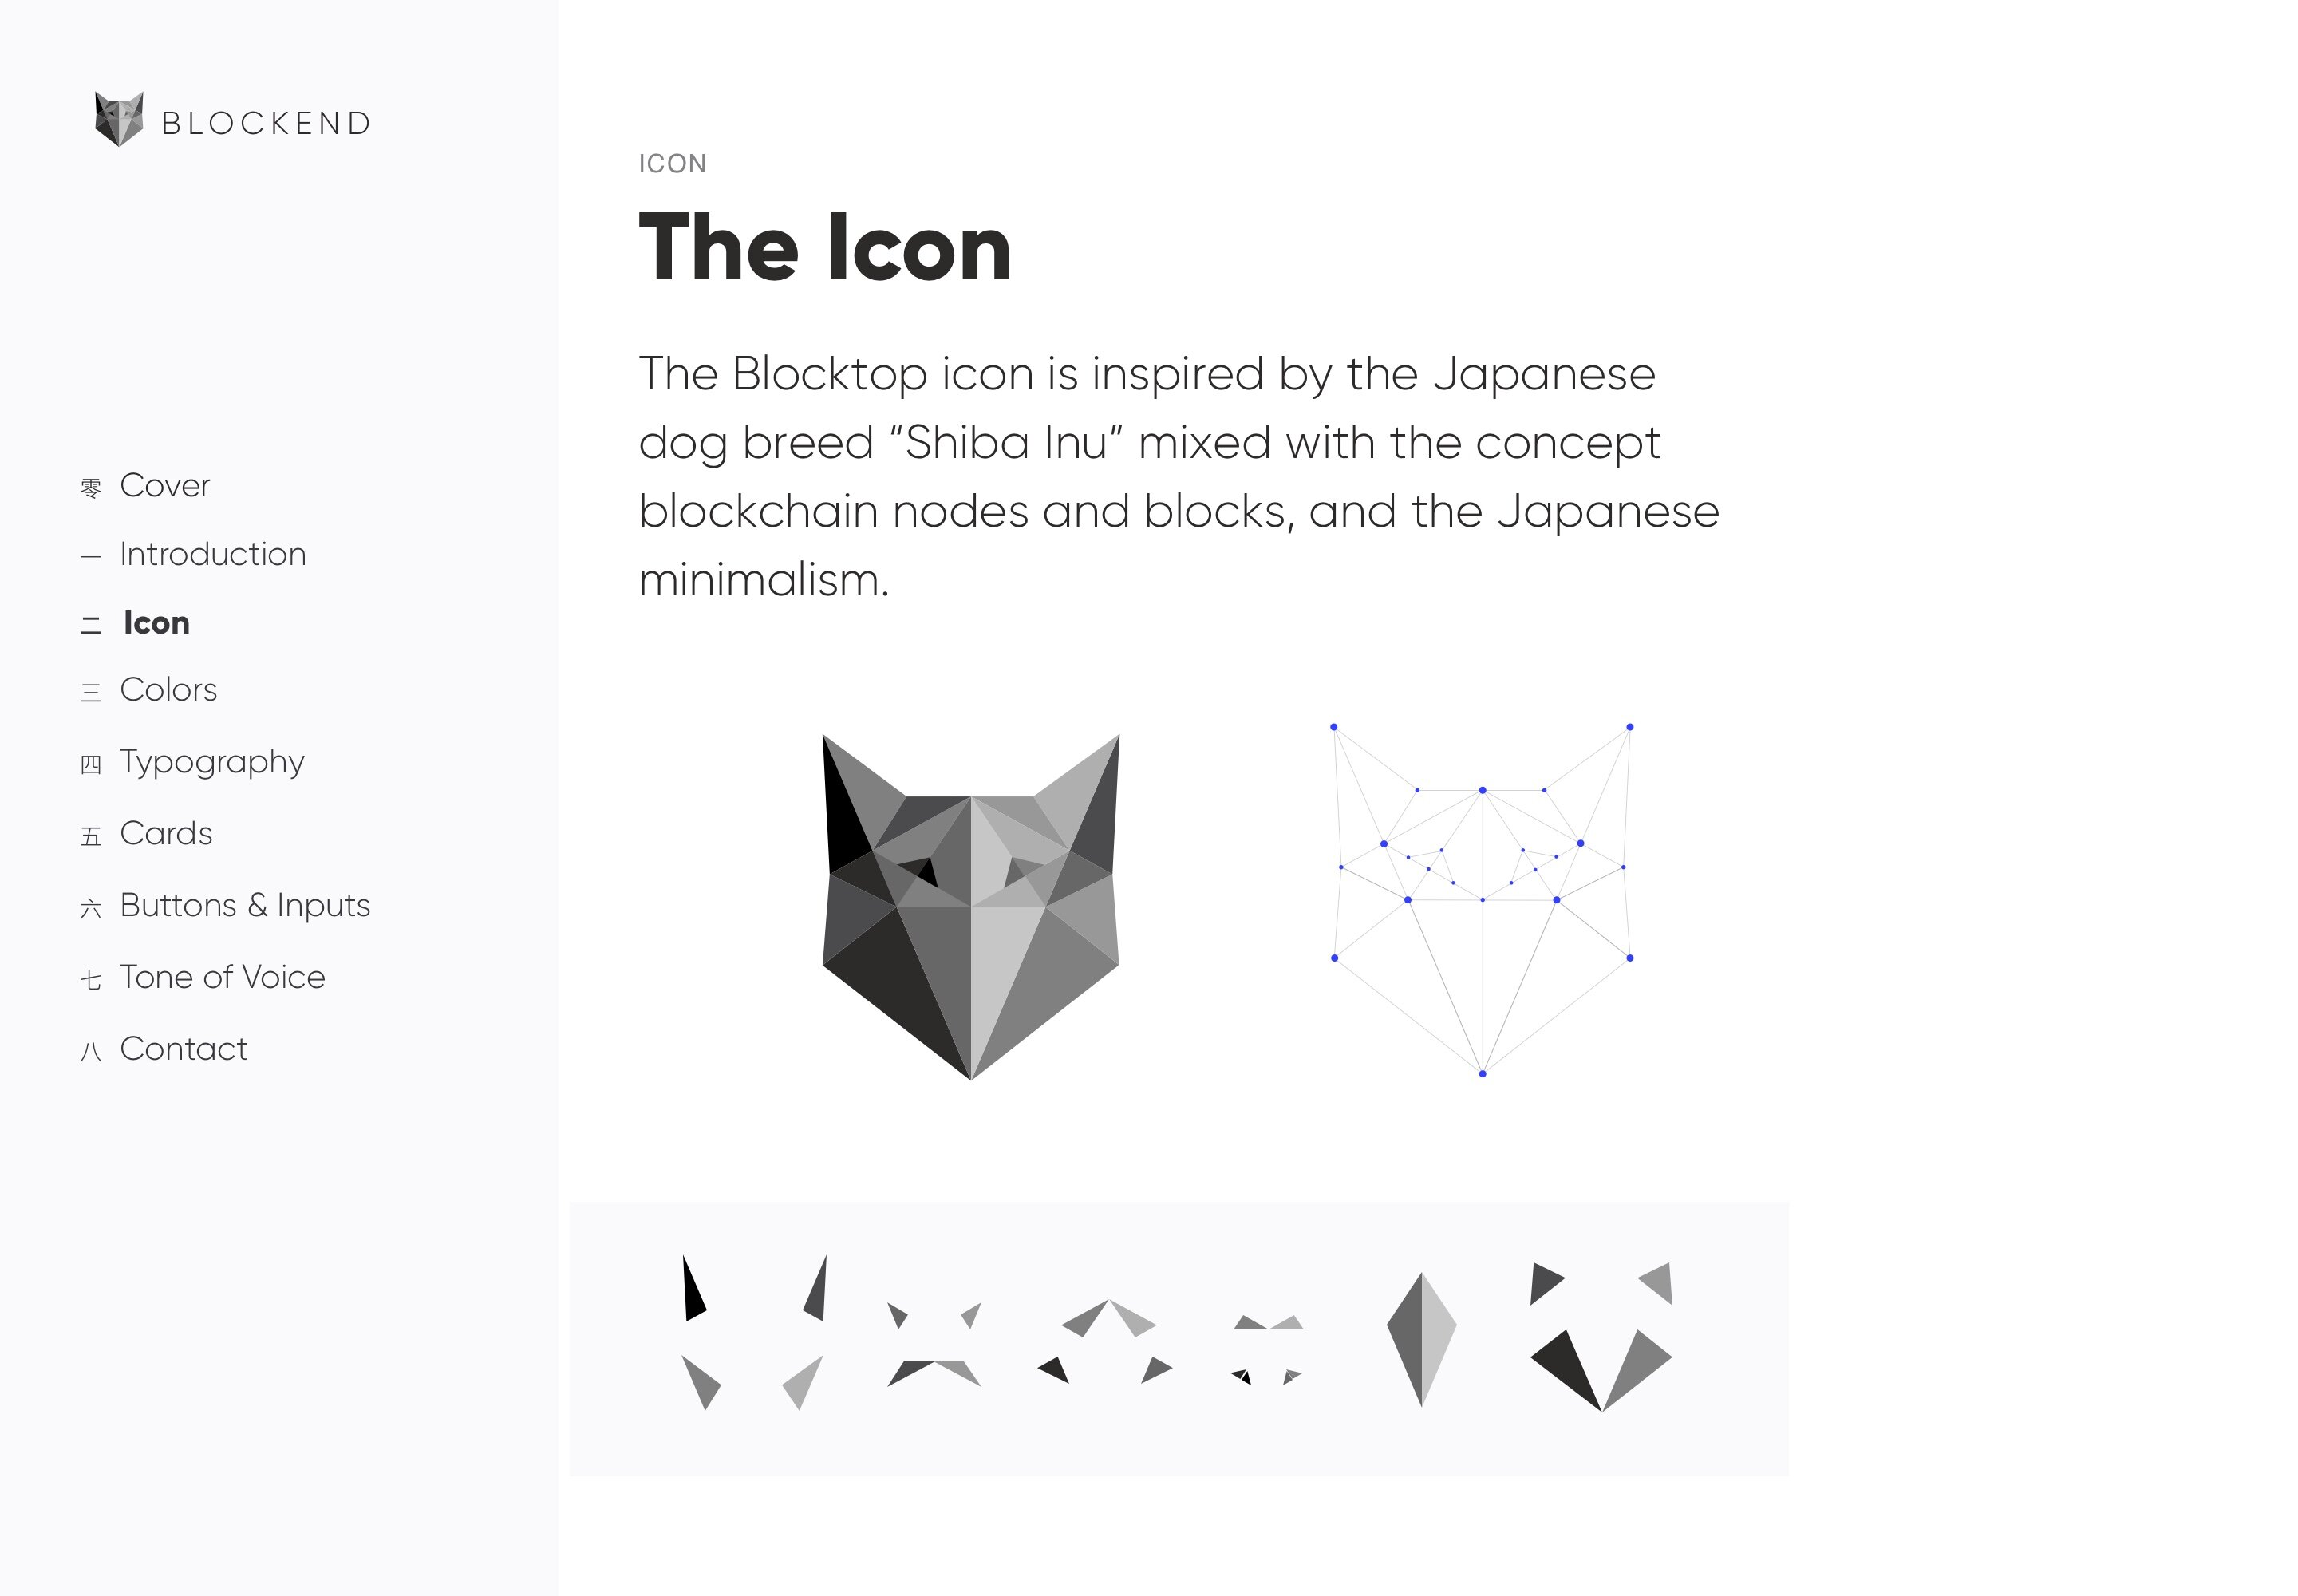 BLOCKEND
零 Cover
一 Introduction
二 Icon
三 Colors
四 Typography
五 Cards
六 Buttons & Inputs
七 Tone of Voice
八 Contact
ICON
The Icon
The Blocktop icon is inspired by the Japanese
dog breed “Shiba Inu” mixed with the concept
blockchain nodes and blocks, and the Japanese
minimalism.